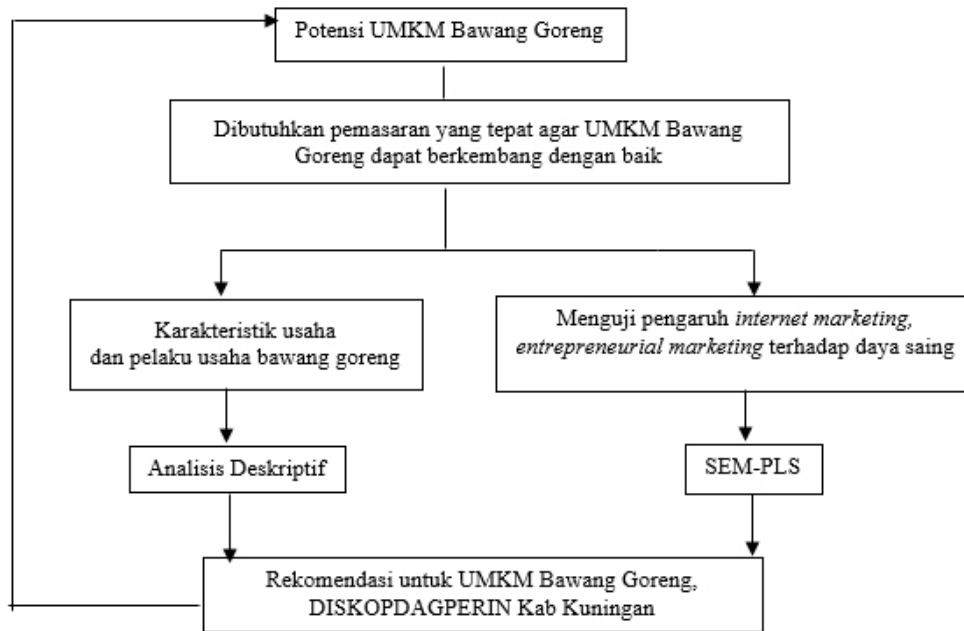 Potensi UMKM Bawang Goreng
Dibutuhkan pemasaran yang tepat agar UMKM Bawang
Goreng dapat berkembang dengan baik
Karakteristik usaha
dan pelaku usaha bawang goreng
Menguji pengaruh internet marketing,
entrepreneurial marketing terhadap daya saing
Analisis Deskriptif
SEM-PLS
Rekomendasi untuk UMKM Bawang Goreng,
DISKOPDAGPERIN Kab Kuningan